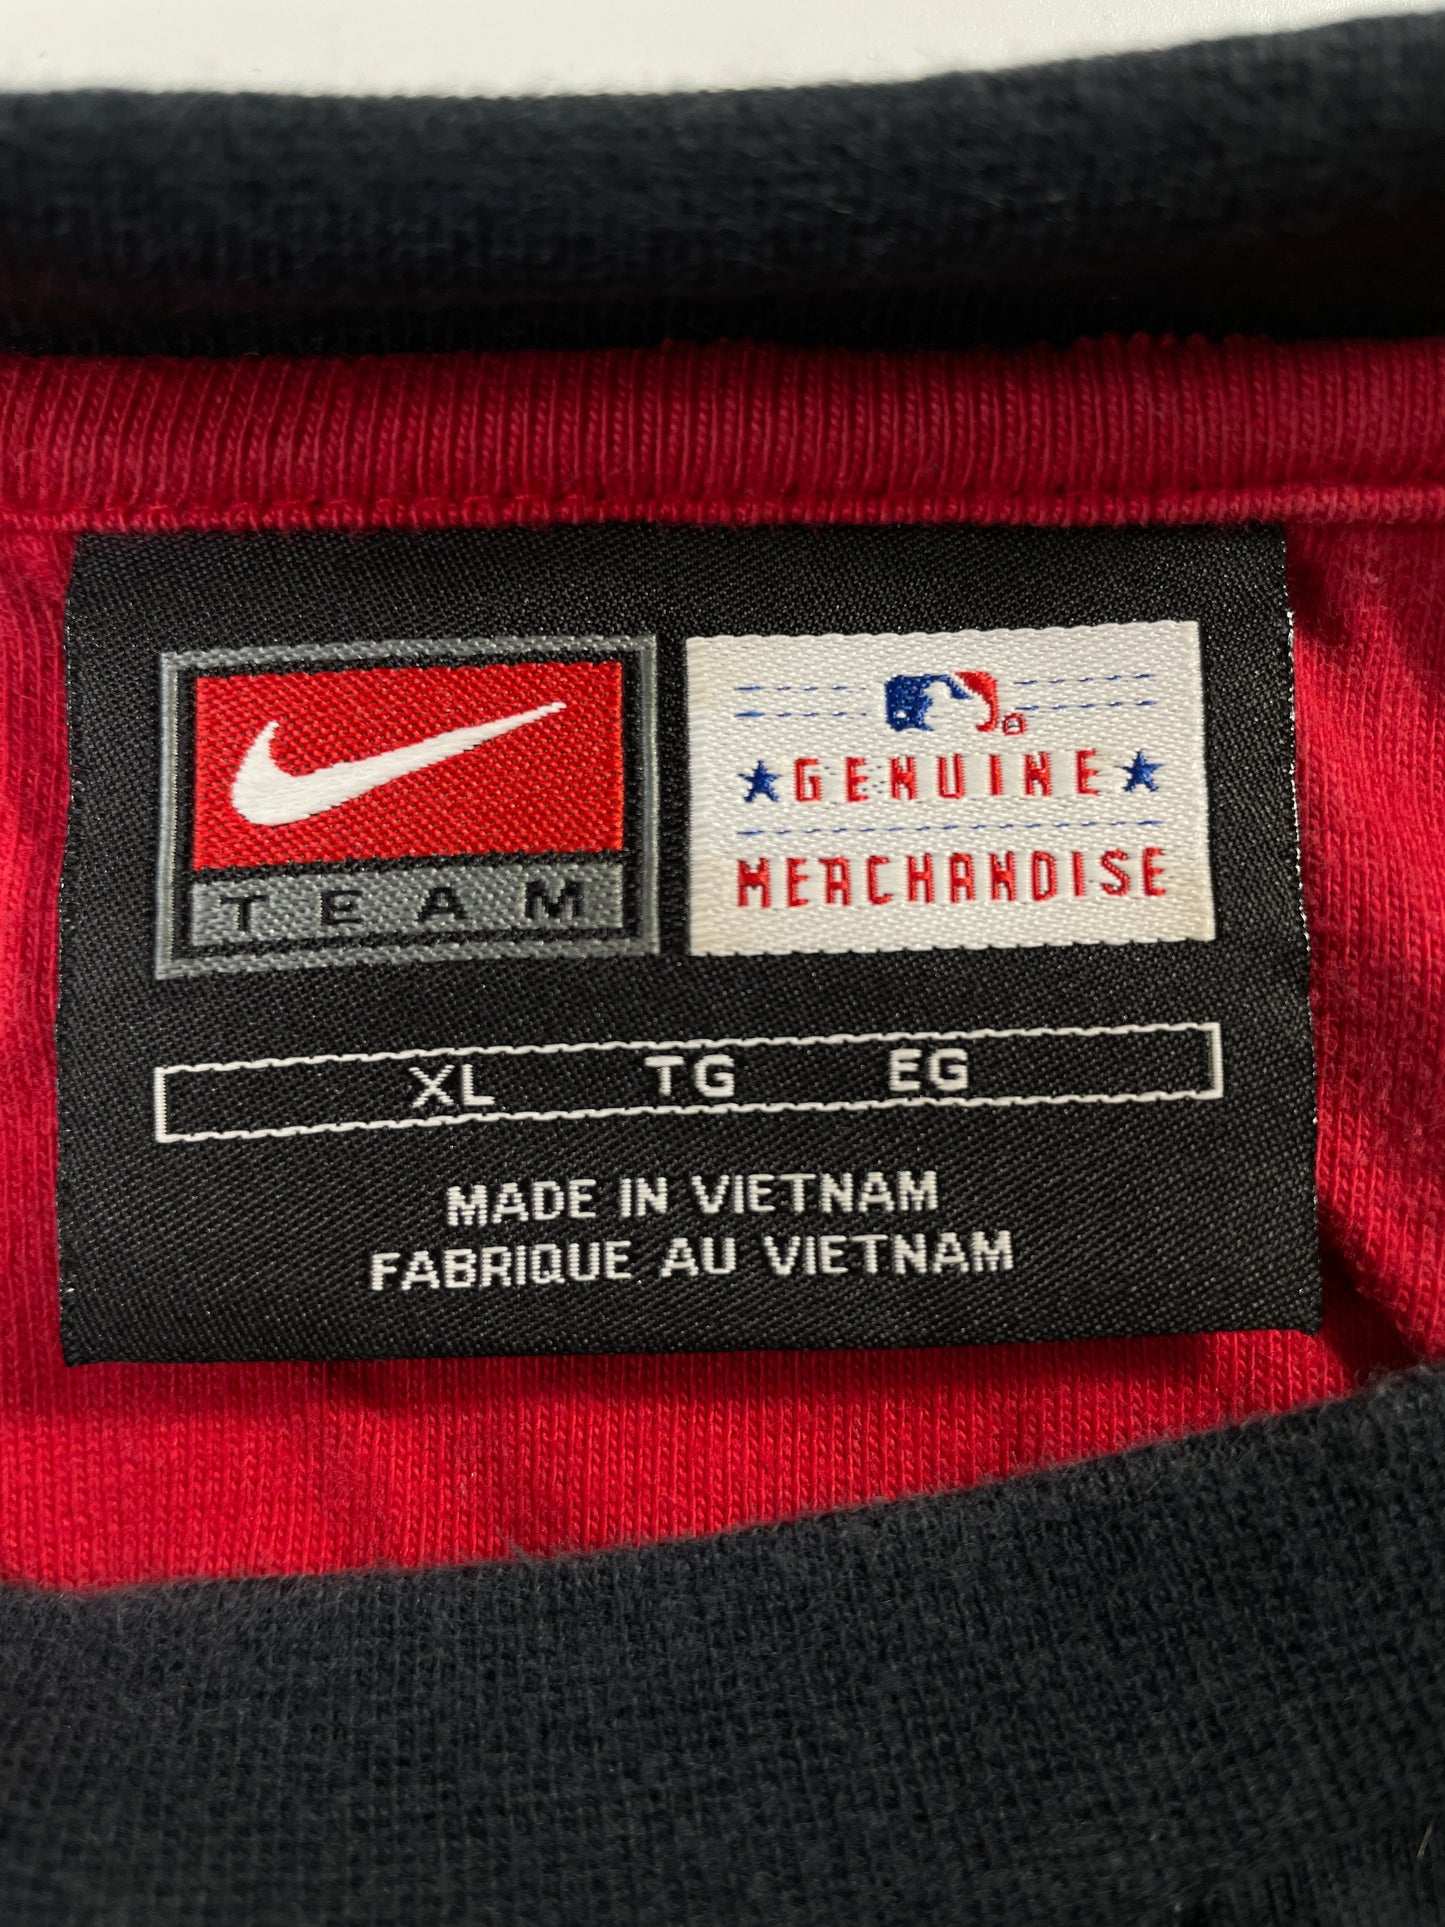 TEAM
GENUINE
MERCHANDISE
XL TG EG
MADE IN VIETNAM
FABRIQUE AU VIETNAM